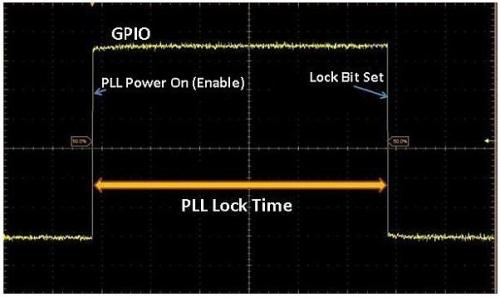 GPIO
PLL Power On (Enable)
Lock Bit Set
50.0%
50.0%
PLL Lock Time